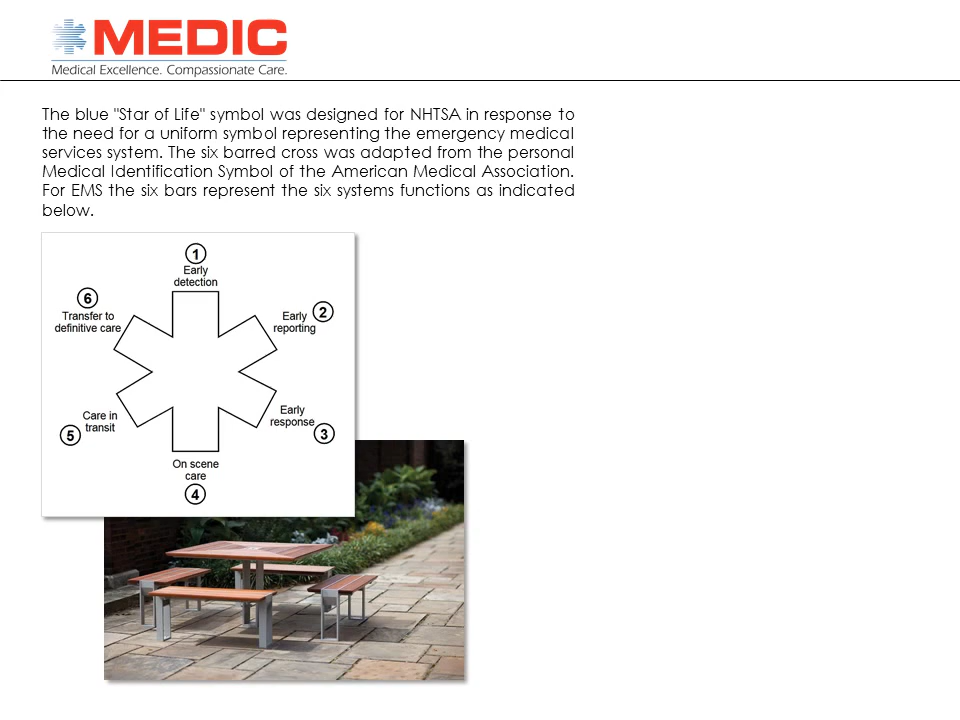 MEDIC
Medical Excellence. Compassionate Care.
The blue "Star of Life" symbol was designed for NHTSA in response to
the need for a uniform symbol representing the emergency medical
services system. The six barred cross was adapted from the personal
Medical Identification Symbol of the American Medical Association.
For EMS the six bars represent the six systems functions as indicated
below.
1
Early
detection
2
Early
reporting
3
Early
response
4
On scene
care
5
Care in
transit
6
Transfer to
definitive care